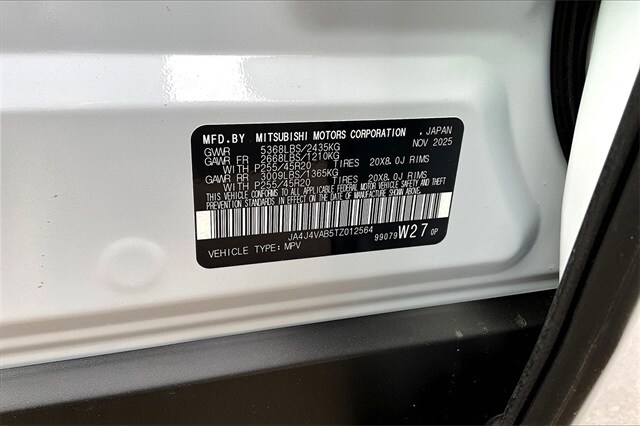 MFD.BY MITSUBISHI MOTORS CORPORATION , JAPAN
GVWR 5368LBS/2435KG NOV 2025
GAWR FR 2668LBS/1210KG
WITH P255/45R20 TIRES 20X8.0J RIMS
GAWR RR 3009LBS/1365KG
WITH P255/45R20 TIRES 20X8.0J RIMS
THIS VEHICLE CONFORMS TO ALL APPLICABLE FEDERAL MOTOR VEHICLE SAFETY AND THEFT
PREVENTION STANDARDS IN EFFECT ON THE DATE OF MANUFACTURE SHOWN ABOVE.
JA4J4VAB5TZ012564
VEHICLE TYPE: MPV 99079 W27 OP